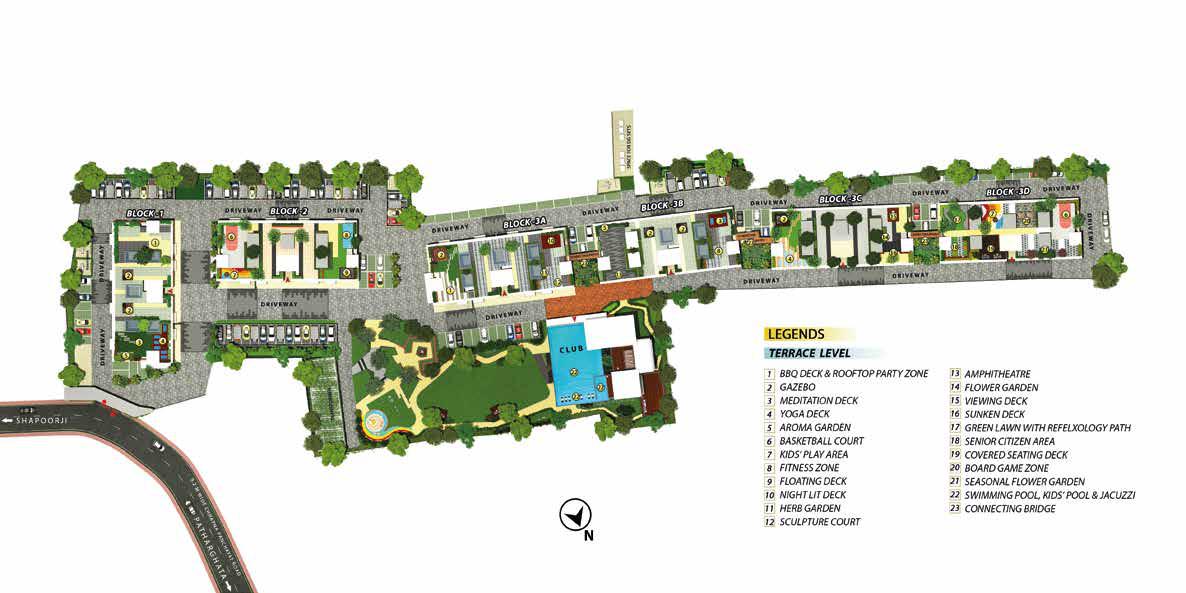 SPACE FOR DG SETS
BLOCK-1
DRIVEWAY
BLOCK-2
DRIVEWAY
DRIVEWAY
BLOCK-3A
DRIVEWAY
BLOCK-3B
BLOCK-3C
BLOCK-3D
DRIVEWAY
DRIVEWAY
DRIVEWAY
DRIVEWAY
DRIVEWAY
DRIVEWAY
DRIVEWAY
DRIVEWAY
CLUB
SHAPOORJI
PATHARGHATA
N
LEGENDS
TERRACE LEVEL
1 BBQ DECK & ROOFTOP PARTY ZONE
2 GAZEBO
3 MEDITATION DECK
4 YOGA DECK
5 AROMA GARDEN
6 BASKETBALL COURT
7 KIDS' PLAY AREA
8 FITNESS ZONE
9 FLOATING DECK
10 NIGHT LIT DECK
11 HERB GARDEN
12 SCULPTURE COURT
13 AMPHITHEATRE
14 FLOWER GARDEN
15 VIEWING DECK
16 SUNKEN DECK
17 GREEN LAWN WITH REFELXOLOGY PATH
18 SENIOR CITIZEN AREA
19 COVERED SEATING DECK
20 BOARD GAME ZONE
21 SEASONAL FLOWER GARDEN
22 SWIMMING POOL, KIDS' POOL & JACUZZI
23 CONNECTING BRIDGE